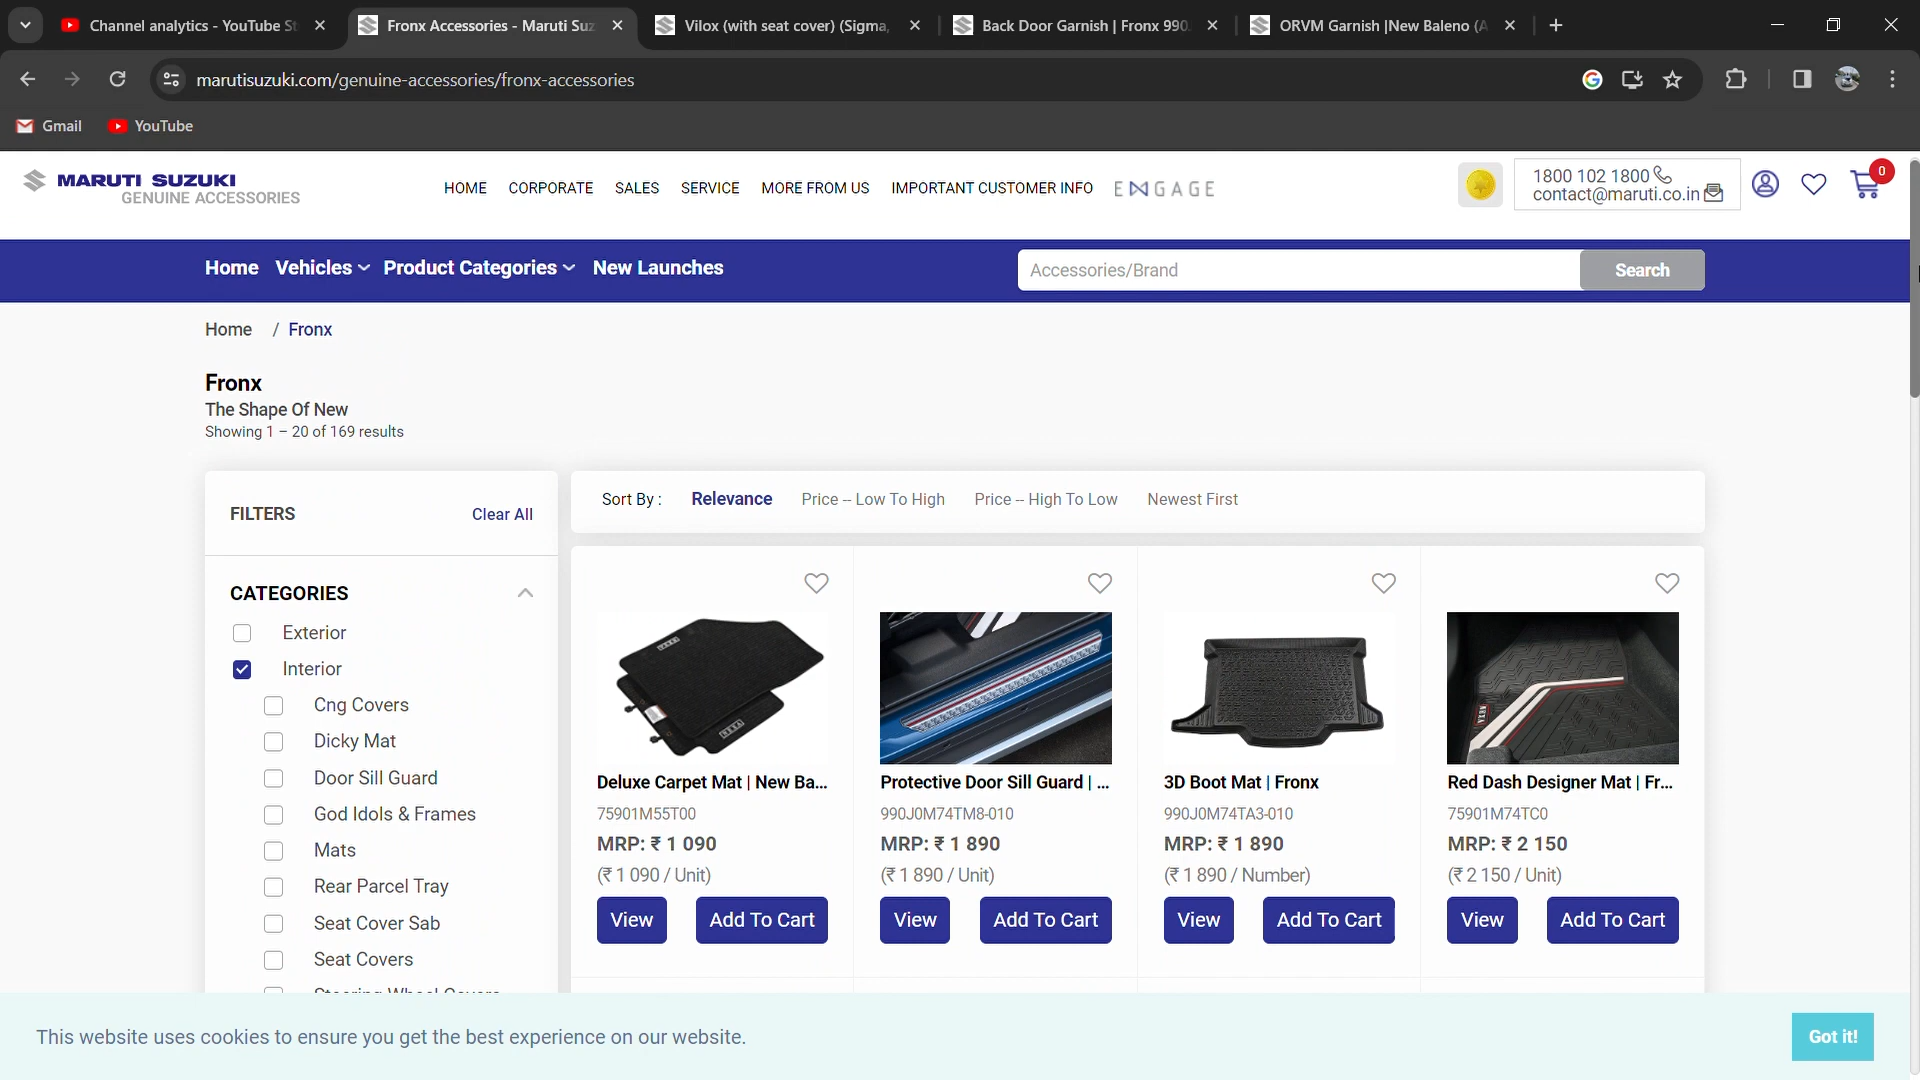 Channel analytics - YouTube St
Fronx Accessories - Maruti Suz
Vilox (with seat cover) (Sigma,
Back Door Garnish | Fronx 990
ORVM Garnish |New Baleno (A
marutisuzuki.com/genuine-accessories/fronx-accessories
Gmail
YouTube
MARUTI SUZUKI
GENUINE ACCESSORIES
HOME
CORPORATE
SALES
SERVICE
MORE FROM US
IMPORTANT CUSTOMER INFO
ENGAGE
1800 102 1800
contact@maruti.co.in
0
Home
Vehicles
Product Categories
New Launches
Accessories/Brand
Search
Home / Fronx
Fronx
The Shape Of New
Showing 1 – 20 of 169 results
FILTERS
Clear All
Sort By :
Relevance
Price -- Low To High
Price -- High To Low
Newest First
CATEGORIES
Exterior
Interior
Cng Covers
Dicky Mat
Door Sill Guard
God Idols & Frames
Mats
Rear Parcel Tray
Seat Cover Sab
Seat Covers
Steering Wheel Covers
Deluxe Carpet Mat | New Ba...
75901M55T00
MRP: ₹ 1 090
(₹ 1 090 / Unit)
View
Add To Cart
Protective Door Sill Guard | ...
990J0M74TM8-010
MRP: ₹ 1 890
(₹ 1 890 / Unit)
View
Add To Cart
3D Boot Mat | Fronx
990J0M74TA3-010
MRP: ₹ 1 890
(₹ 1 890 / Number)
View
Add To Cart
NEXA
Red Dash Designer Mat | Fr...
75901M74TC0
MRP: ₹ 2 150
(₹ 2 150 / Unit)
View
Add To Cart
This website uses cookies to ensure you get the best experience on our website.
Got it!